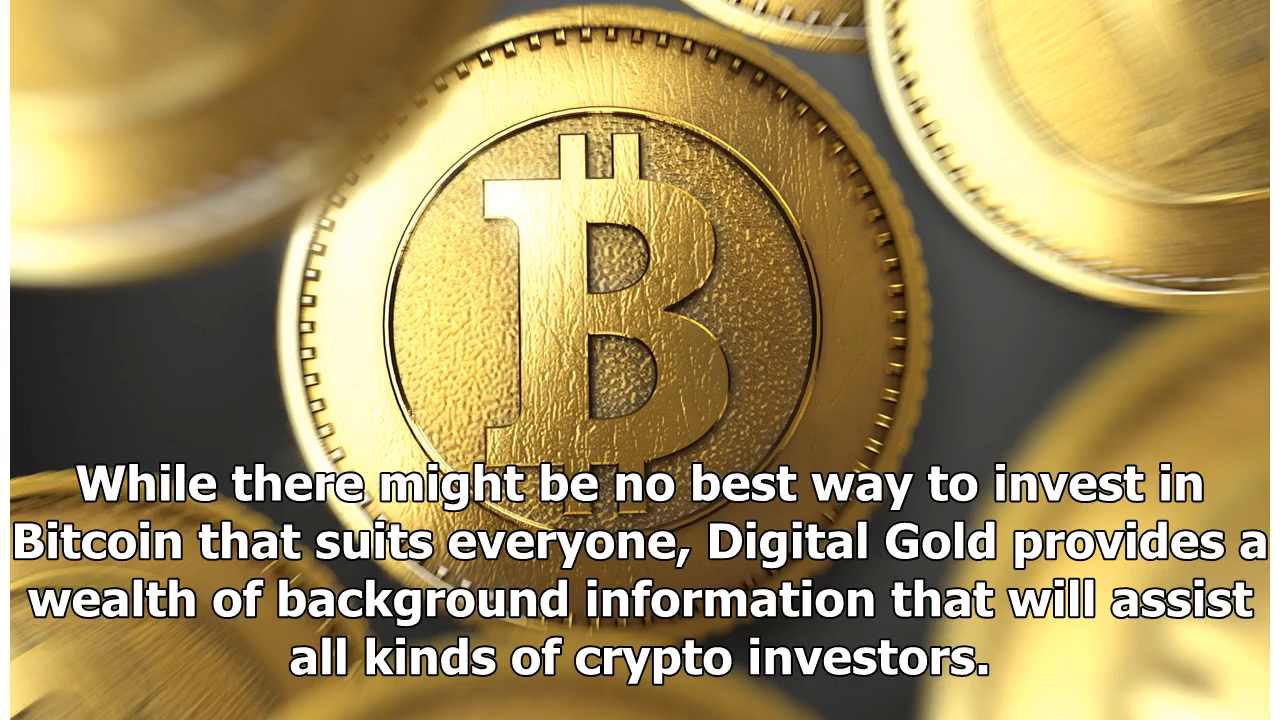 While there might be no best way to invest in
Bitcoin that suits everyone, Digital Gold provides a
wealth of background information that will assist
all kinds of crypto investors.